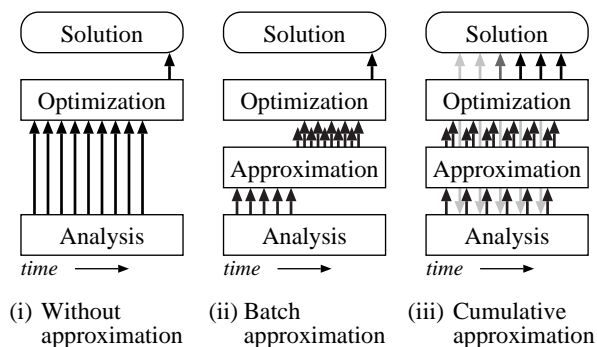 Solution
Optimization
Analysis
time
(i) Without
approximation
Solution
Optimization
Approximation
Analysis
time
(ii) Batch
approximation
Solution
Optimization
Approximation
Analysis
time
(iii) Cumulative
approximation